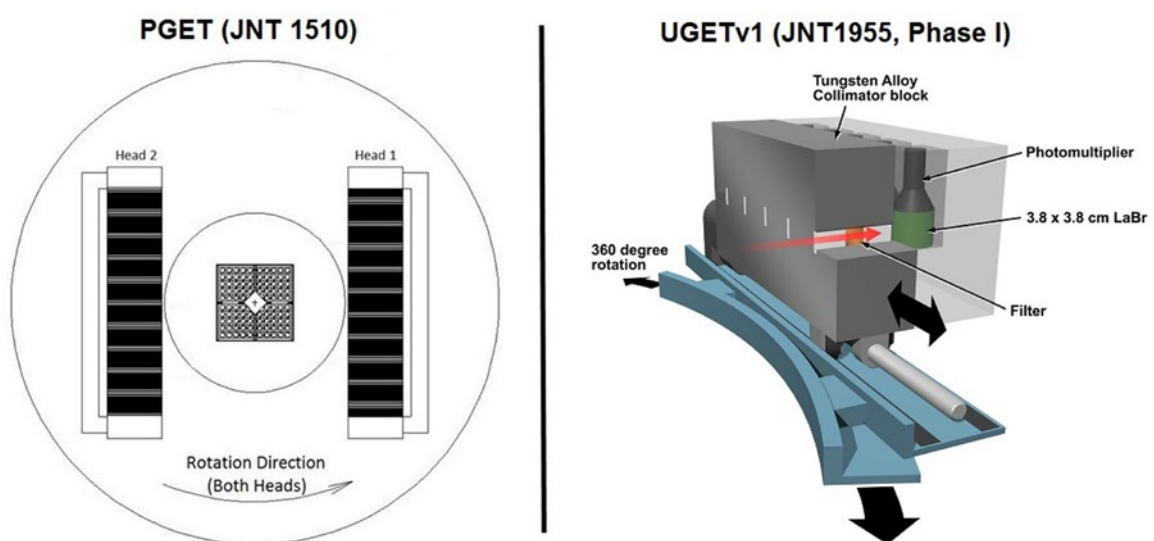 PGET (JNT 1510)
Head 2
Head 1
Rotation Direction
(Both Heads)
UGETv1 (JNT1955, Phase I)
Tungsten Alloy
Collimator block
Photomultiplier
3.8 x 3.8 cm LaBr
360 degree
rotation
Filter